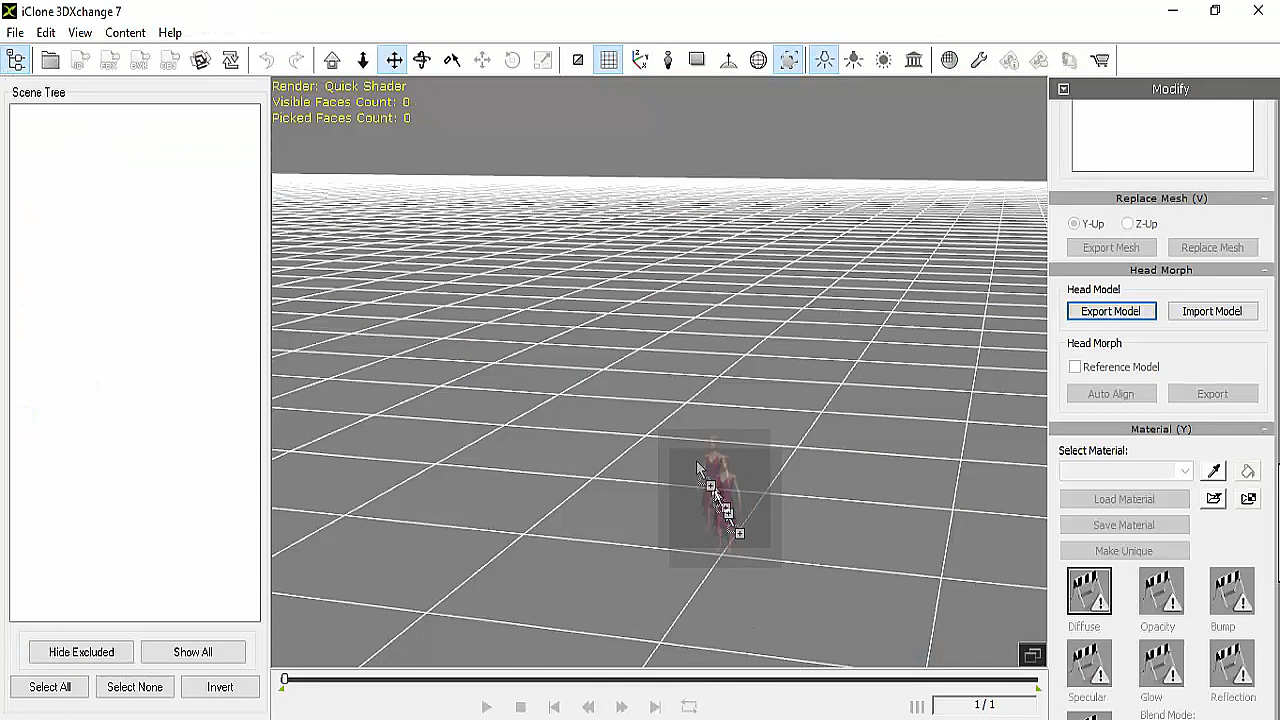 iClone 3DXchange 7
File Edit View Content Help
Scene Tree
Render: Quick Shader
Visible Faces Count: 0
Picked Faces Count: 0
Modify
Replace Mesh (V)
Y-Up Z-Up
Export Mesh Replace Mesh
Head Morph
Head Model
Export Model Import Model
Head Morph
Reference Model
Auto Align Export
Material (Y)
Select Material:
Load Material
Save Material
Make Unique
Diffuse Opacity Bump
Specular Glow Reflection
Blend Mode:
Hide Excluded Show All
Select All Select None Invert
1/1